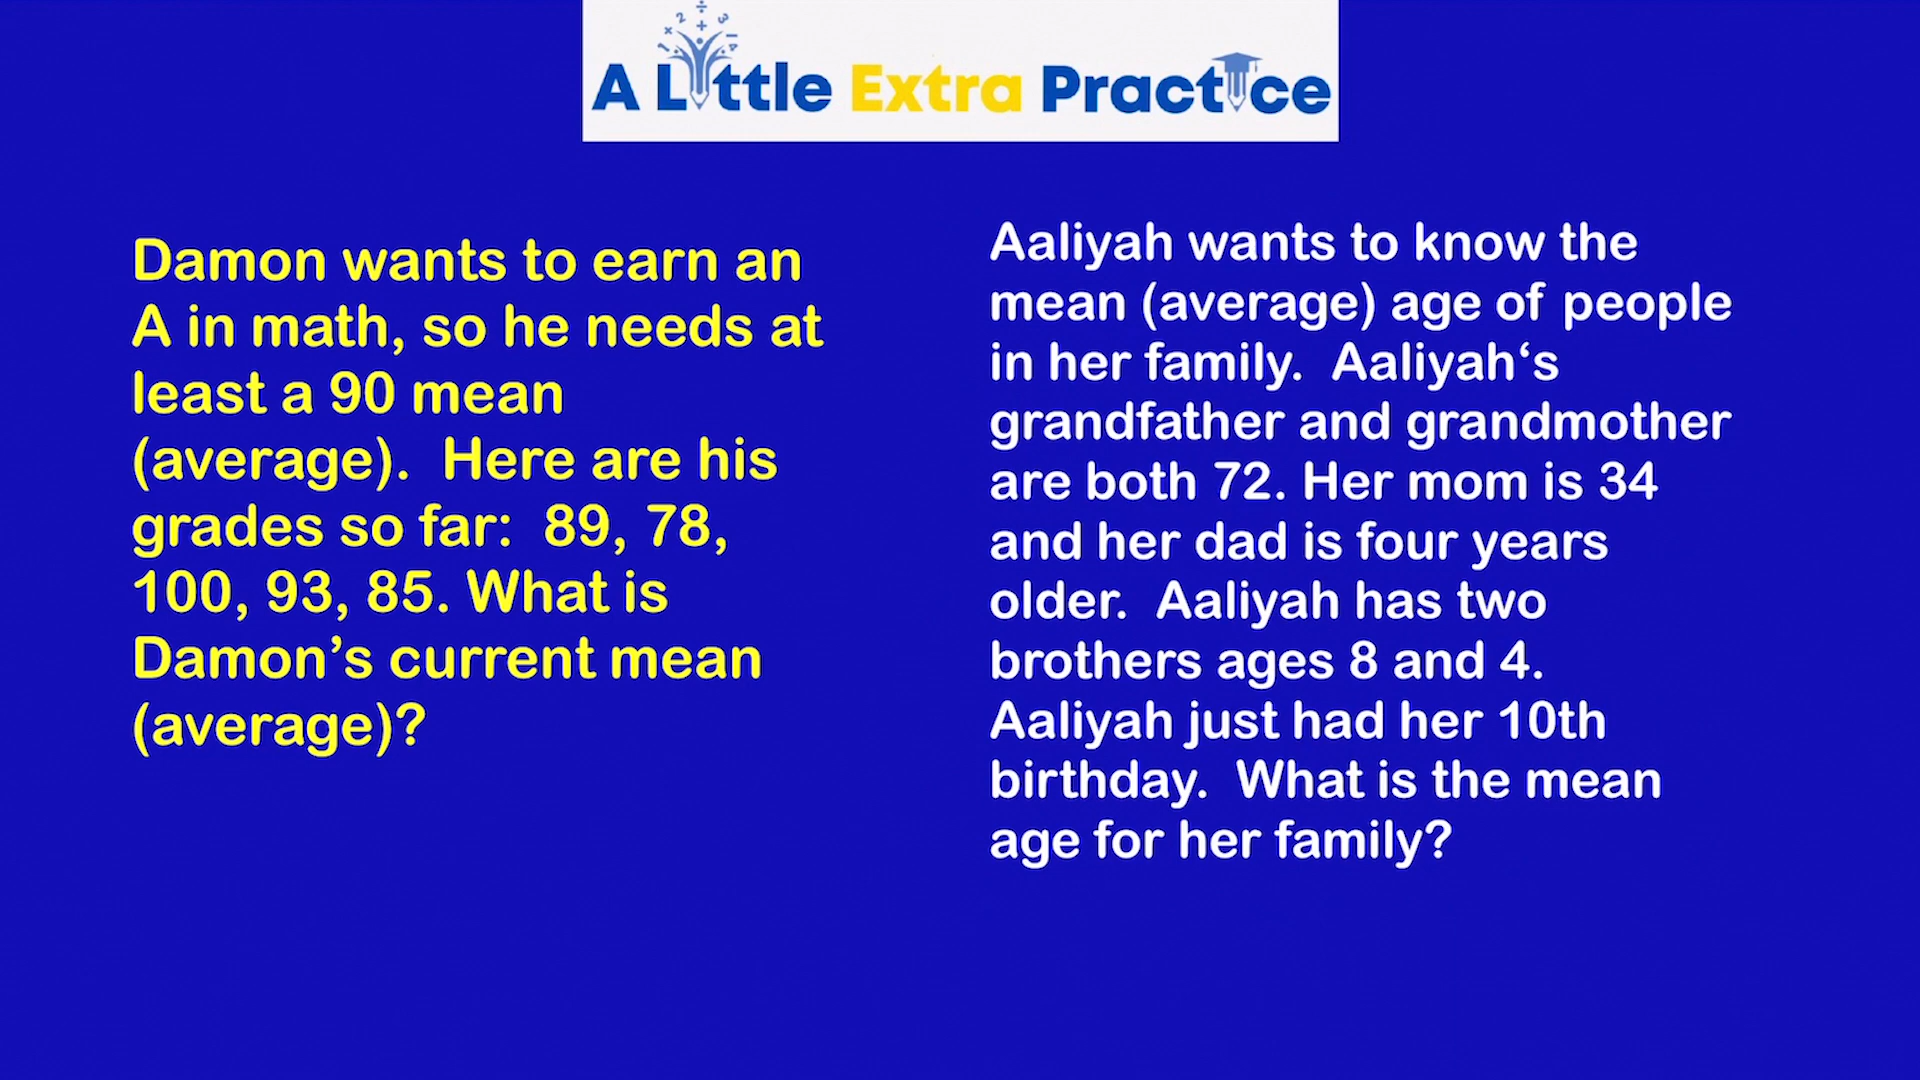 A Little Extra Practice
Damon wants to earn an
A in math, so he needs at
least a 90 mean
(average).  Here are his
grades so far:  89, 78,
100, 93, 85. What is
Damon’s current mean
(average)?
Aaliyah wants to know the
mean (average) age of people
in her family.  Aaliyah‘s
grandfather and grandmother
are both 72. Her mom is 34
and her dad is four years
older.  Aaliyah has two
brothers ages 8 and 4.
Aaliyah just had her 10th
birthday.  What is the mean
age for her family?